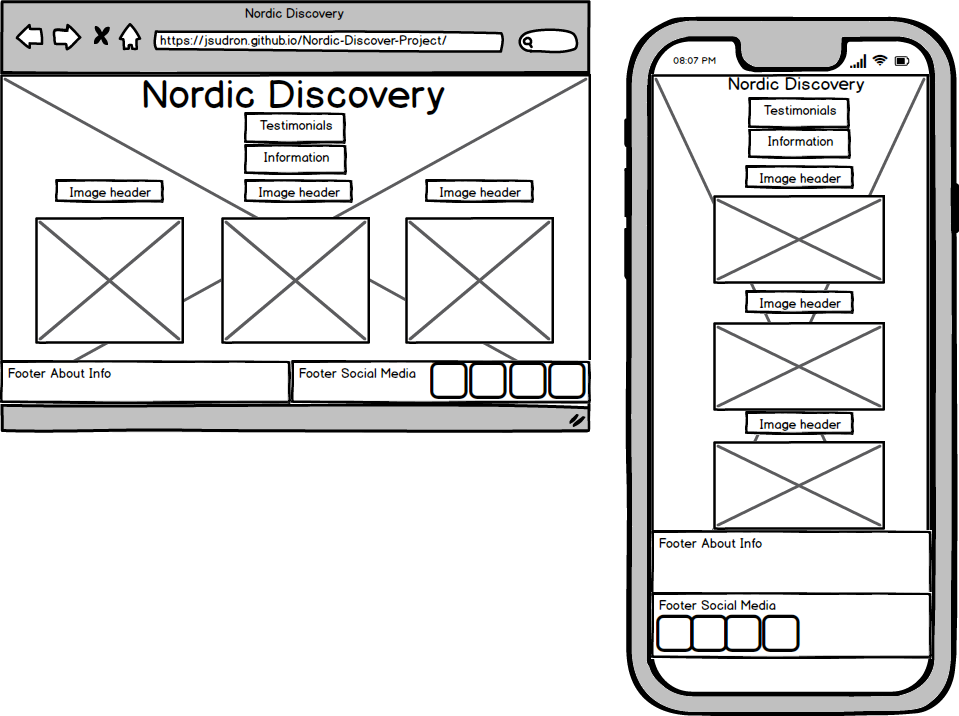 Nordic Discovery
https://jsudron.github.io/Nordic-Discover-Project/
Nordic Discovery
Testimonials
Information
Image header
Image header
Image header
Footer About Info
Footer Social Media
08:07 PM
Nordic Discovery
Testimonials
Information
Image header
Image header
Image header
Footer About Info
Footer Social Media